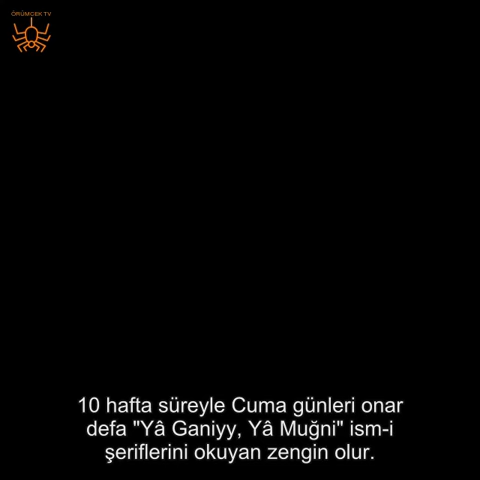 ÖRÜMCEK TV
10 hafta süreyle Cuma günleri onar
defa "Yâ Ganiyy, Yâ Muğni" ism-i
şeriflerini okuyan zengin olur.